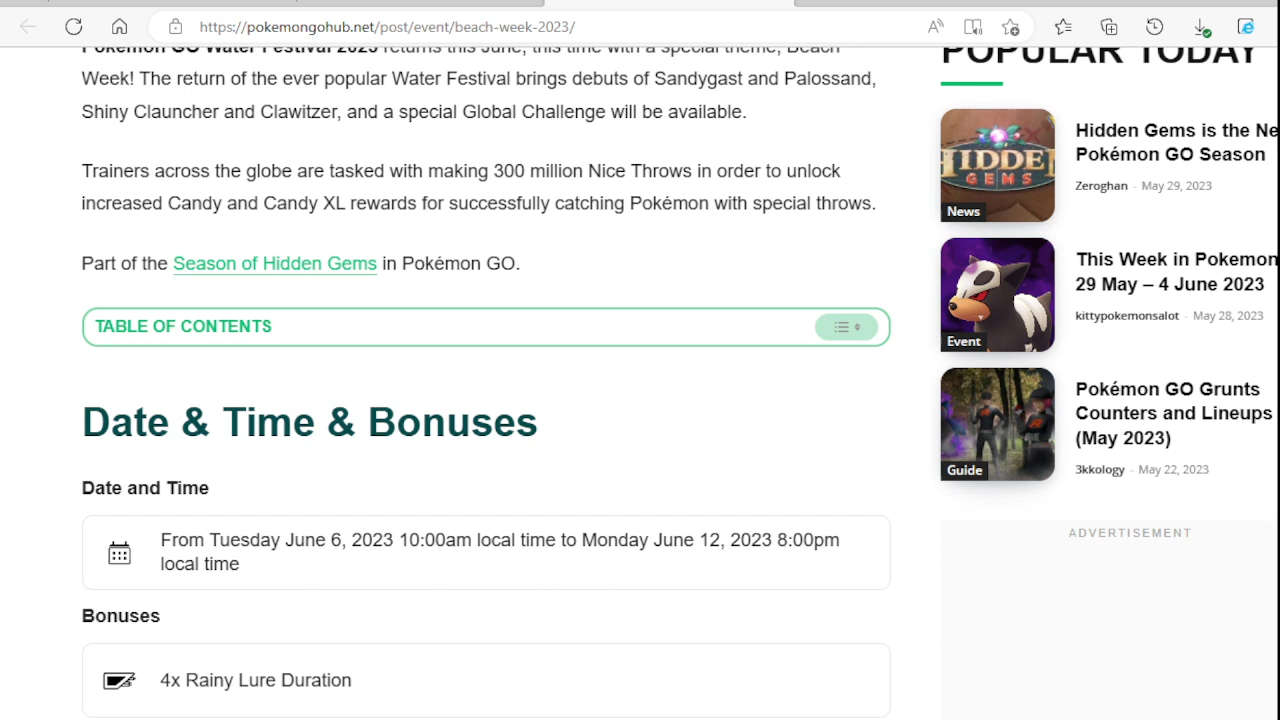 https://pokemongohub.net/post/event/beach-week-2023/
Pokémon GO Water Festival 2023 returns this June, this time with a special theme, Beach
Week! The return of the ever popular Water Festival brings debuts of Sandygast and Palossand,
Shiny Clauncher and Clawitzer, and a special Global Challenge will be available.
Trainers across the globe are tasked with making 300 million Nice Throws in order to unlock
increased Candy and Candy XL rewards for successfully catching Pokémon with special throws.
Part of the Season of Hidden Gems in Pokémon GO.
TABLE OF CONTENTS
Date & Time & Bonuses
Date and Time
From Tuesday June 6, 2023 10:00am local time to Monday June 12, 2023 8:00pm
local time
Bonuses
4x Rainy Lure Duration
POPULAR TODAY
HIDDEN
GEMS
News
Hidden Gems is the Ne
Pokémon GO Season
Zeroghan - May 29, 2023
Event
This Week in Pokemon
29 May – 4 June 2023
kittypokemonsalot - May 28, 2023
Guide
Pokémon GO Grunts
Counters and Lineups
(May 2023)
3kkology - May 22, 2023
ADVERTISEMENT